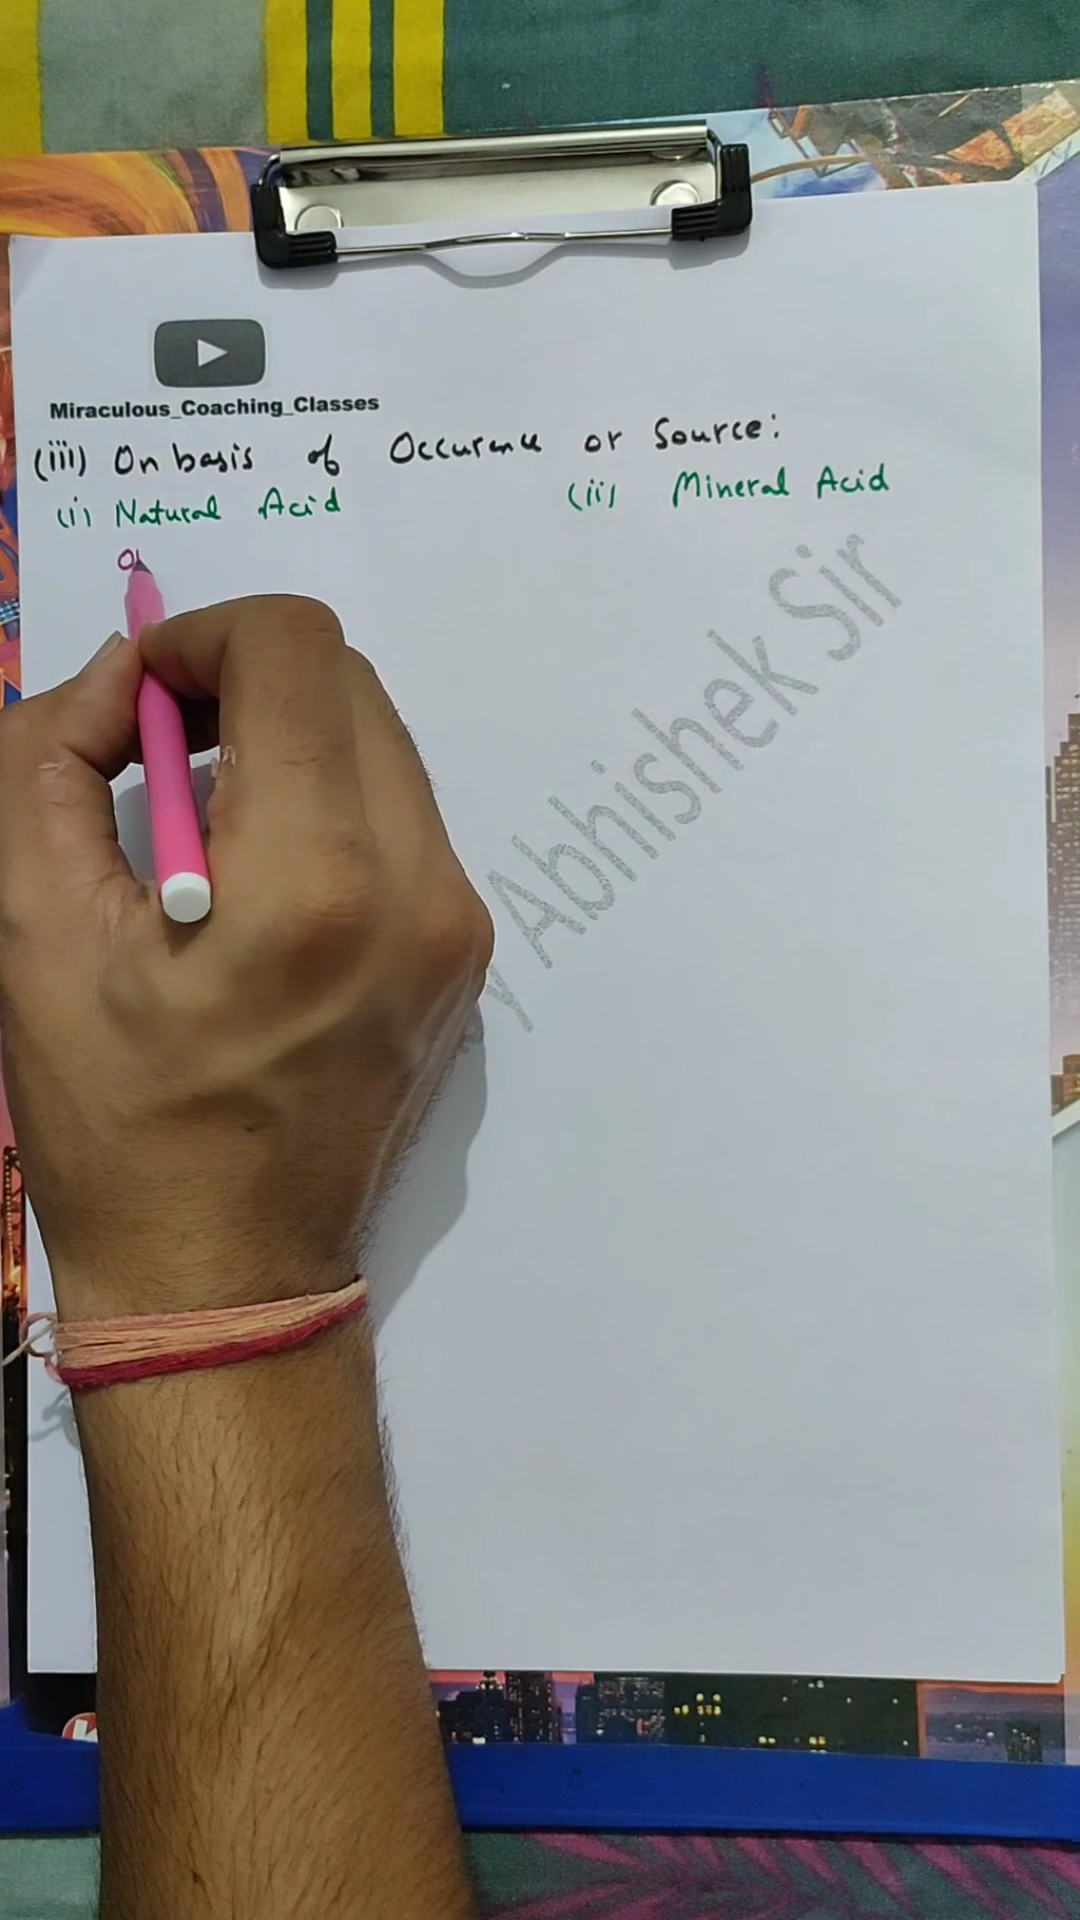 Miraculous_Coaching_Classes
(iii) On basis of Occurence or Source:
(i) Natural Acid (ii) Mineral Acid
y Abhishek Sir